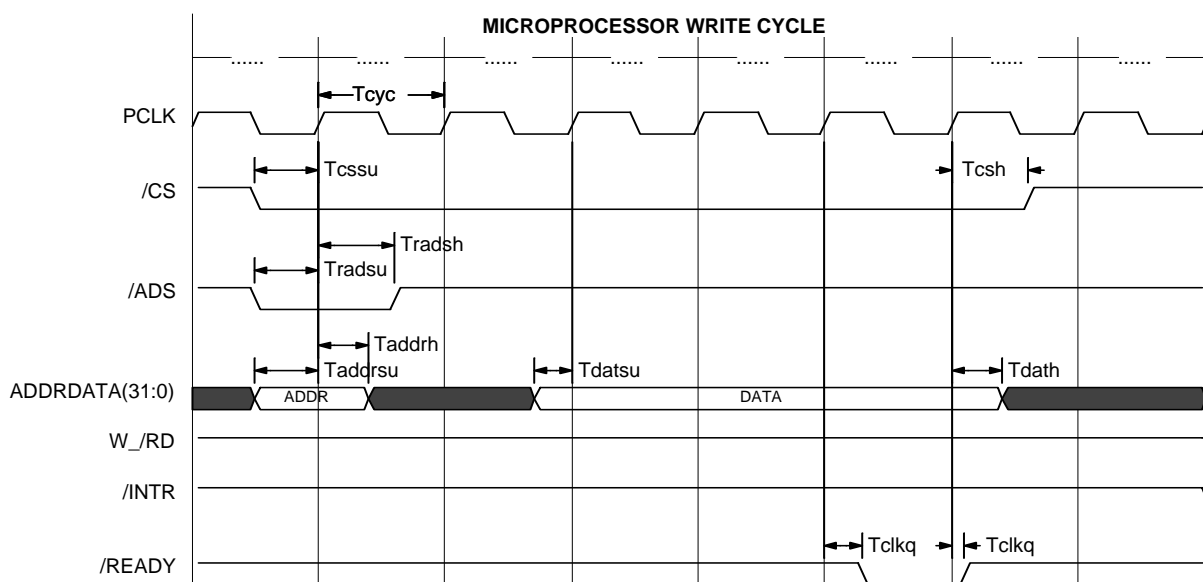 MICROPROCESSOR WRITE CYCLE
...... ...... ...... ...... ...... ...... ...... ......
Tcyc
PCLK
Tcssu Tcsh
/CS
Tradsh
Tradsu
/ADS
Taddrh
Taddrsu Tdatsu Tdath
ADDRDATA(31:0) ADDR DATA
W_/RD
/INTR
Tclkq Tclkq
/READY